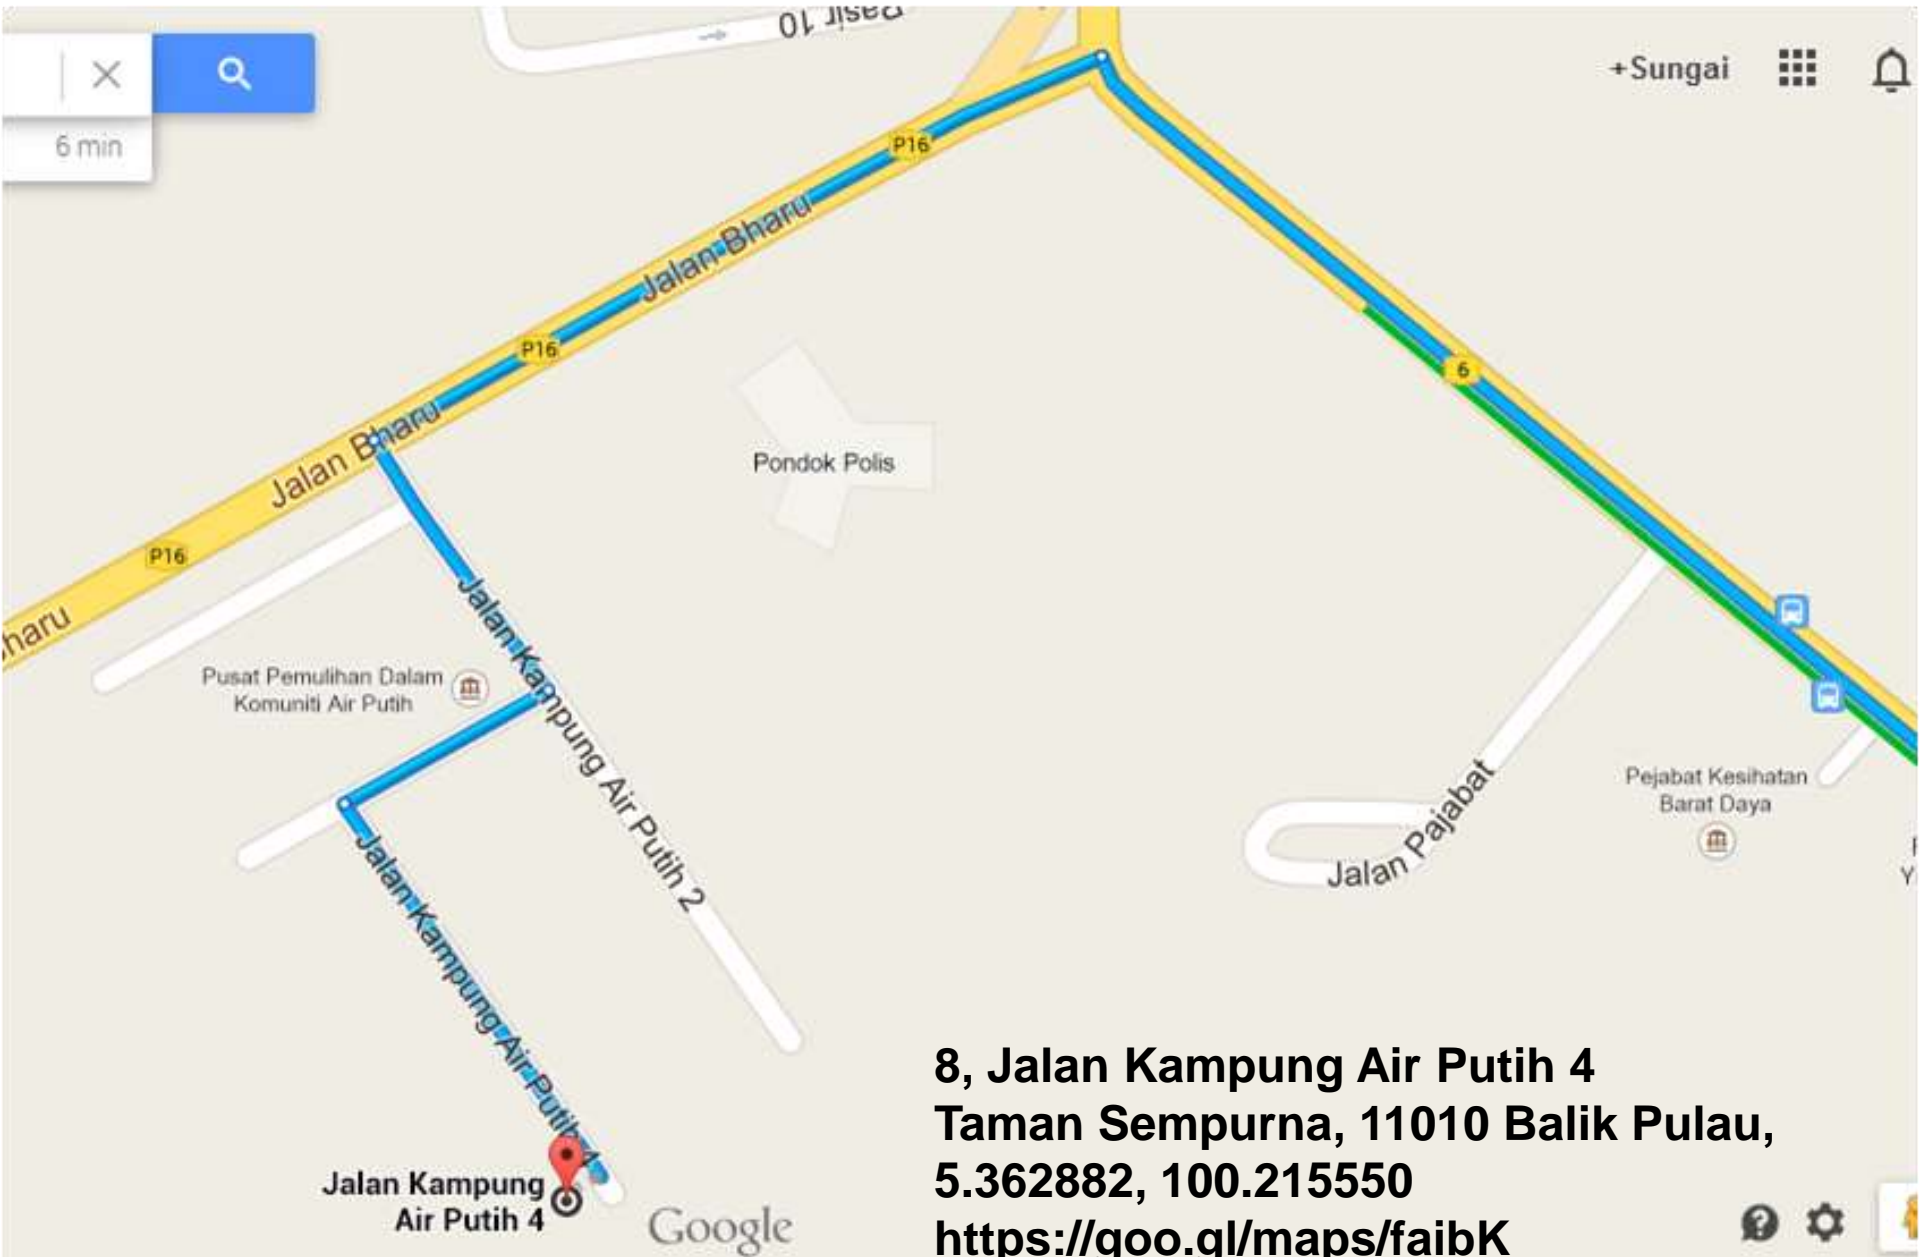 Pasir 10
+Sungai
6 min
P16
Jalan Bharu
P16
6
Jalan Bharu
Pondok Polis
P16
haru
Jalan Kampung Air Putih 2
Pusat Pemulihan Dalam
Komuniti Air Putih
Pejabat Kesihatan
Barat Daya
Jalan Pajabat
Jalan Kampung Air Putih 4
8, Jalan Kampung Air Putih 4
Taman Sempurna, 11010 Balik Pulau,
5.362882, 100.215550
https://goo.gl/maps/faibK
Jalan Kampung
Air Putih 4
Google